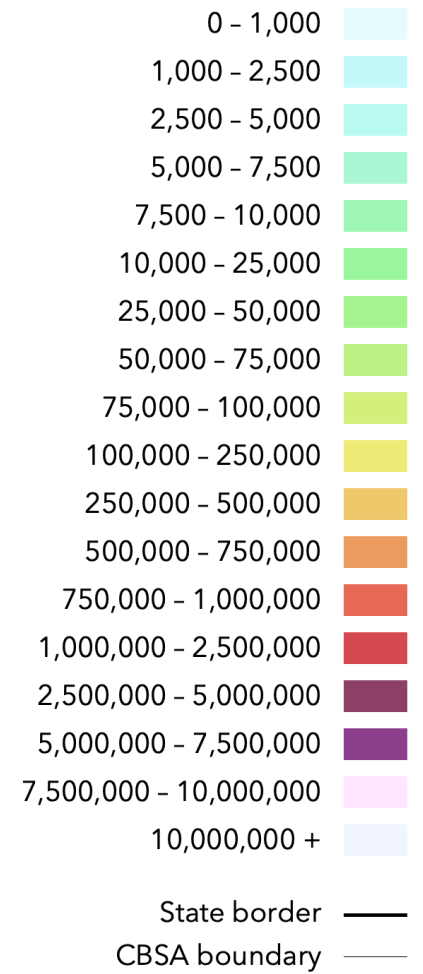 0 – 1,000
1,000 – 2,500
2,500 – 5,000
5,000 – 7,500
7,500 – 10,000
10,000 – 25,000
25,000 – 50,000
50,000 – 75,000
75,000 – 100,000
100,000 – 250,000
250,000 – 500,000
500,000 – 750,000
750,000 – 1,000,000
1,000,000 – 2,500,000
2,500,000 – 5,000,000
5,000,000 – 7,500,000
7,500,000 – 10,000,000
10,000,000 +
State border
CBSA boundary